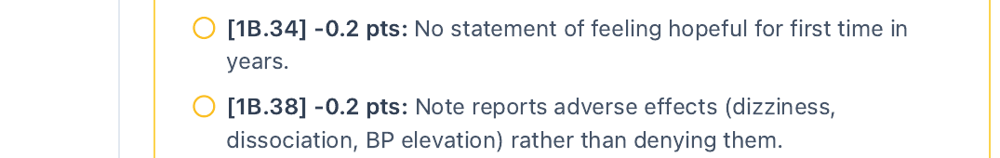 [1B.34] -0.2 pts: No statement of feeling hopeful for first time in
years.
[1B.38] -0.2 pts: Note reports adverse effects (dizziness,
dissociation, BP elevation) rather than denying them.